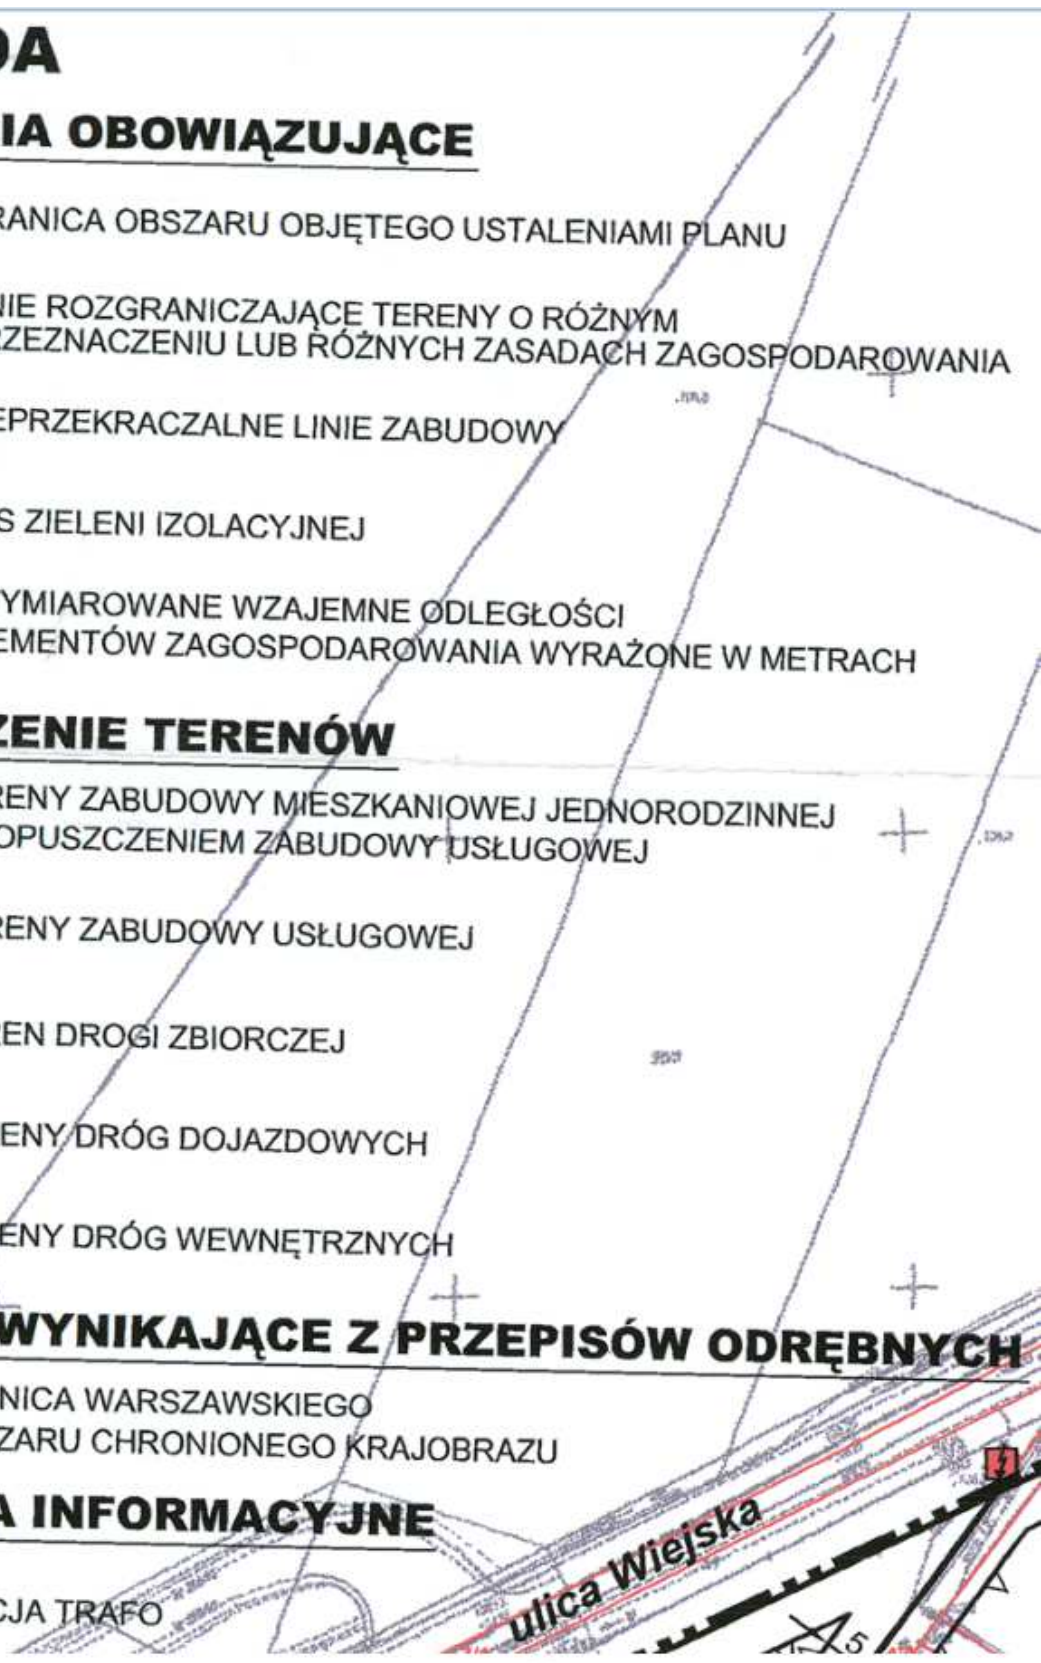 DA
IA OBOWIĄZUJĄCE
RANICA OBSZARU OBJĘTEGO USTALENIAMI PLANU
NIE ROZGRANICZAJĄCE TERENY O RÓŻNYM
RZEZNACZENIU LUB RÓŻNYCH ZASADACH ZAGOSPODAROWANIA
EPRZEKRACZALNE LINIE ZABUDOWY
S ZIELENI IZOLACYJNEJ
YMIAROWANE WZAJEMNE ODLEGŁOŚCI
EMENTÓW ZAGOSPODAROWANIA WYRAŻONE W METRACH
ZENIE TERENÓW
RENY ZABUDOWY MIESZKANIOWEJ JEDNORODZINNEJ
OPUSZCZENIEM ZABUDOWY USŁUGOWEJ
RENY ZABUDOWY USŁUGOWEJ
EN DROGI ZBIORCZEJ
ENY DRÓG DOJAZDOWYCH
ENY DRÓG WEWNĘTRZNYCH
WYNIKAJĄCE Z PRZEPISÓW ODRĘBNYCH
NICA WARSZAWSKIEGO
ZARU CHRONIONEGO KRAJOBRAZU
A INFORMACYJNE
CJA TRAFO
ulica Wiejska
5